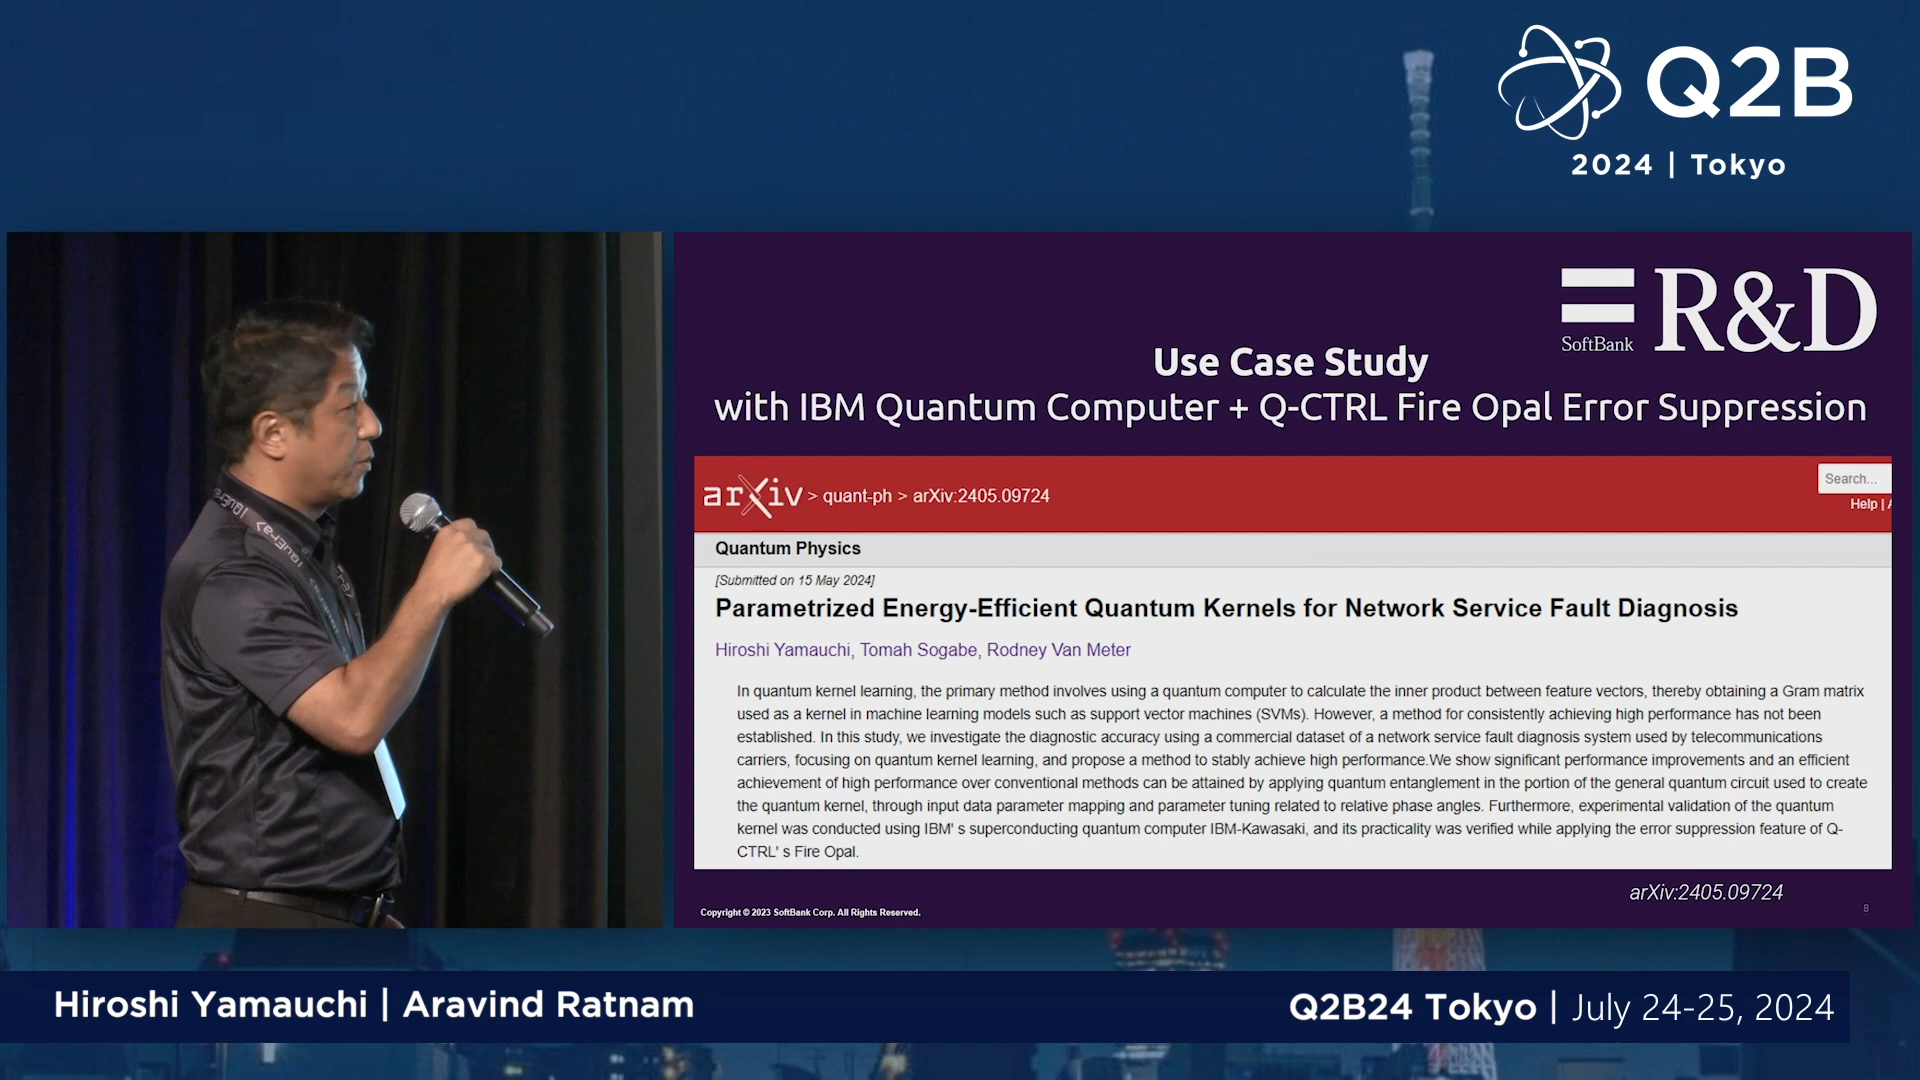 Q2B
2024 | Tokyo
SoftBank
R&D
Use Case Study
with IBM Quantum Computer + Q-CTRL Fire Opal Error Suppression
arXiv > quant-ph > arXiv:2405.09724
Search...
Help | A
Quantum Physics
[Submitted on 15 May 2024]
Parametrized Energy-Efficient Quantum Kernels for Network Service Fault Diagnosis
Hiroshi Yamauchi, Tomah Sogabe, Rodney Van Meter
In quantum kernel learning, the primary method involves using a quantum computer to calculate the inner product between feature vectors, thereby obtaining a Gram matrix
used as a kernel in machine learning models such as support vector machines (SVMs). However, a method for consistently achieving high performance has not been
established. In this study, we investigate the diagnostic accuracy using a commercial dataset of a network service fault diagnosis system used by telecommunications
carriers, focusing on quantum kernel learning, and propose a method to stably achieve high performance.We show significant performance improvements and an efficient
achievement of high performance over conventional methods can be attained by applying quantum entanglement in the portion of the general quantum circuit used to create
the quantum kernel, through input data parameter mapping and parameter tuning related to relative phase angles. Furthermore, experimental validation of the quantum
kernel was conducted using IBM' s superconducting quantum computer IBM-Kawasaki, and its practicality was verified while applying the error suppression feature of Q-
CTRL' s Fire Opal.
arXiv:2405.09724
Copyright © 2023 SoftBank Corp. All Rights Reserved.
8
Hiroshi Yamauchi | Aravind Ratnam
Q2B24 Tokyo | July 24-25, 2024